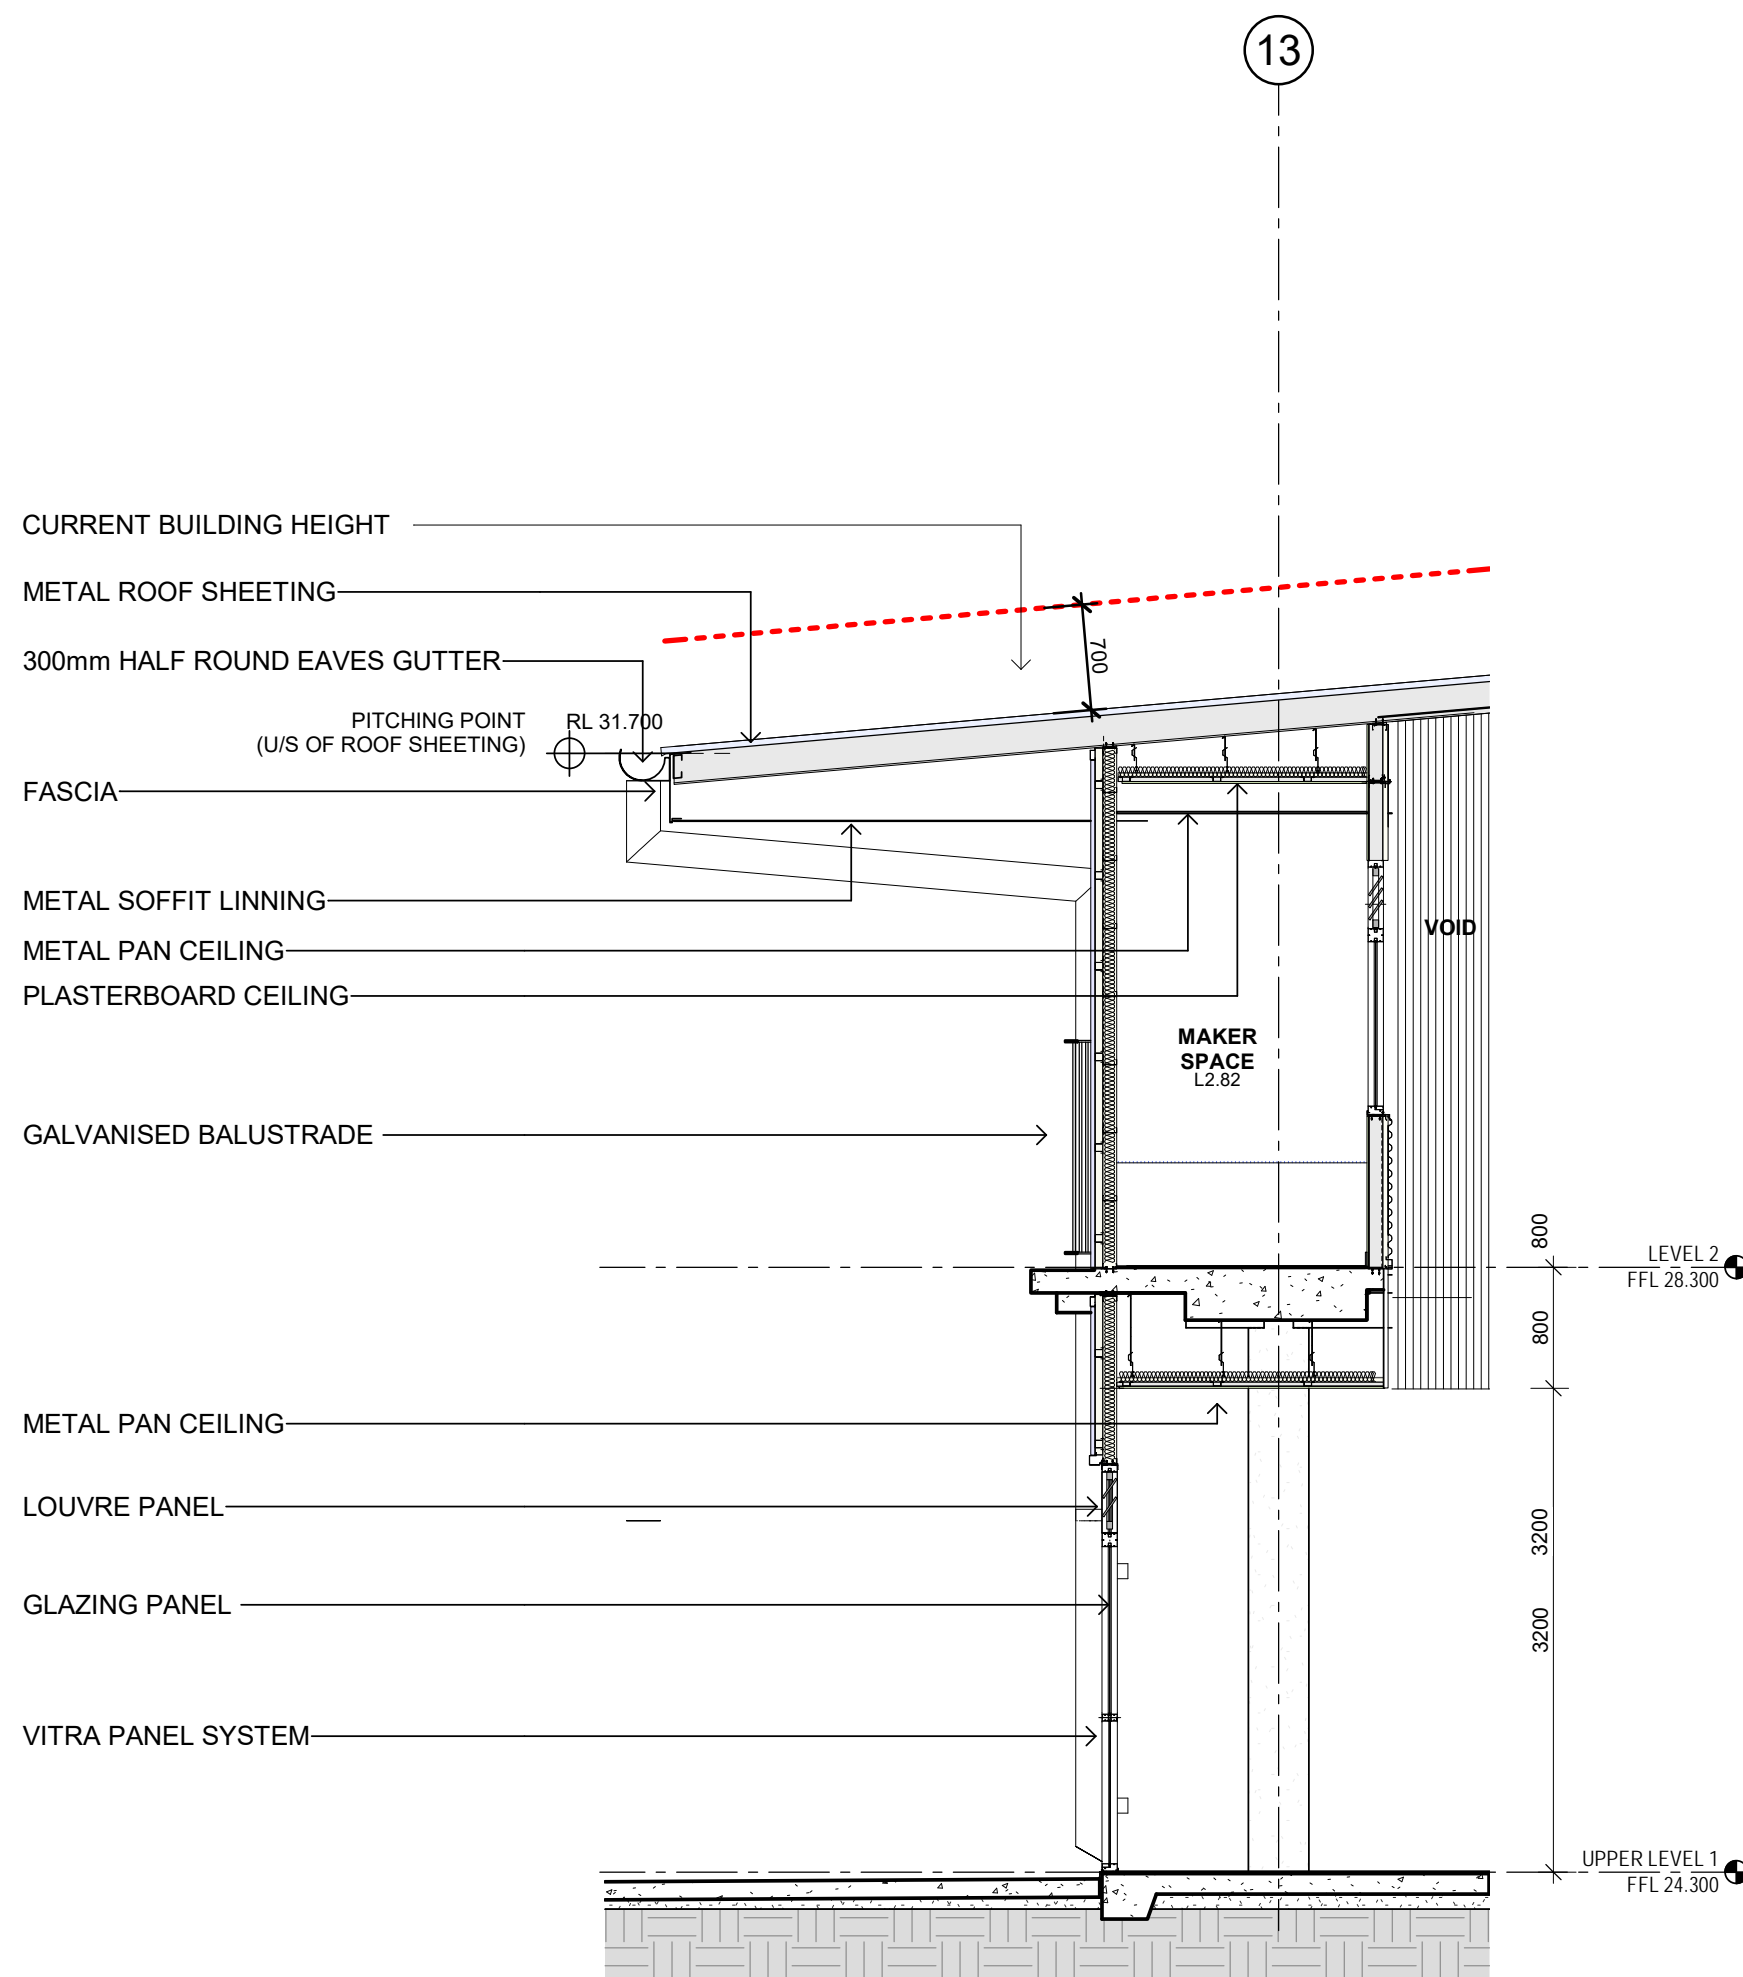 13
CURRENT BUILDING HEIGHT
METAL ROOF SHEETING
300mm HALF ROUND EAVES GUTTER
700
PITCHING POINT
(U/S OF ROOF SHEETING)
RL 31.700
FASCIA
METAL SOFFIT LINNING
VOID
METAL PAN CEILING
PLASTERBOARD CEILING
MAKER
SPACE
L2.82
GALVANISED BALUSTRADE
800
LEVEL 2
FFL 28.300
800
METAL PAN CEILING
LOUVRE PANEL
3200
GLAZING PANEL
3200
VITRA PANEL SYSTEM
UPPER LEVEL 1
FFL 24.300